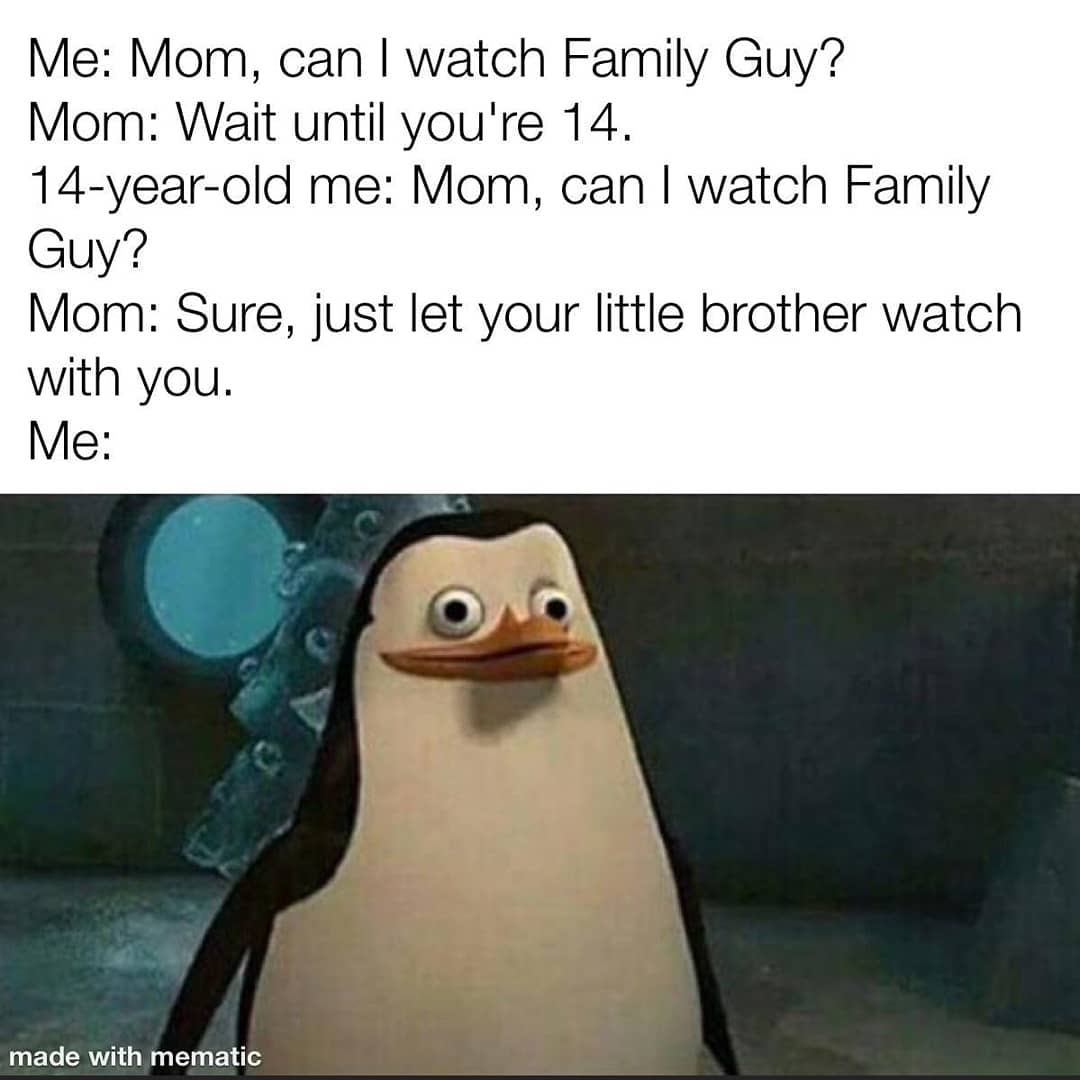 Me: Mom, can I watch Family Guy?
Mom: Wait until you're 14.
14-year-old me: Mom, can I watch Family
Guy?
Mom: Sure, just let your little brother watch
with you.
Me:
made with mematic